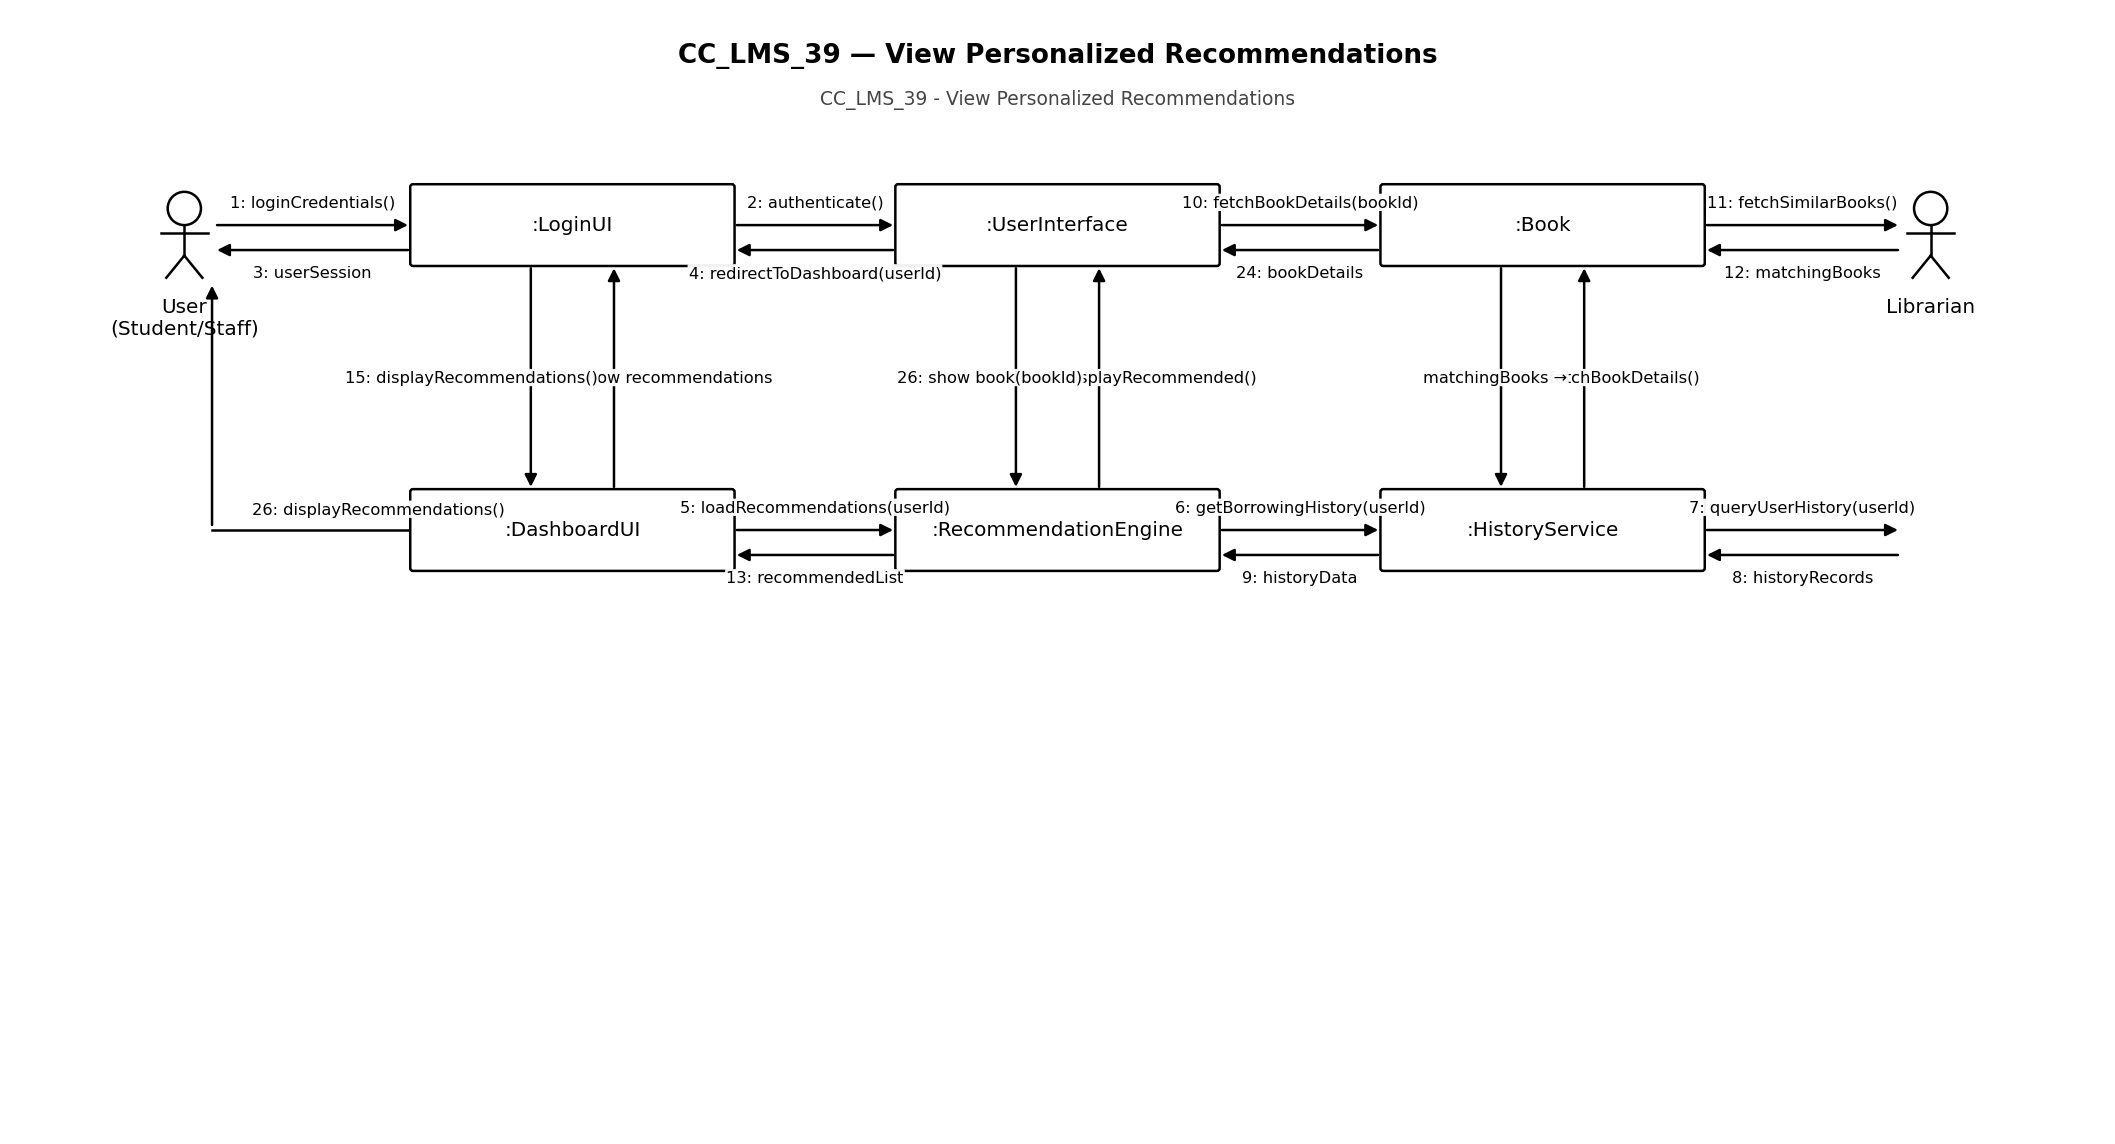 CC_LMS_39 — View Personalized Recommendations
CC_LMS_39 - View Personalized Recommendations
1: loginCredentials()
2: authenticate()
10: fetchBookDetails(bookId)
11: fetchSimilarBooks()
:LoginUI
:UserInterface
:Book
3: userSession
4: redirectToDashboard(userId)
24: bookDetails
12: matchingBooks
User
(Student/Staff)
Librarian
15: displayRecommendations()
recommendations
26: show book(bookId)
matchingBooks →
26: displayRecommendations()
5: loadRecommendations(userId)
6: getBorrowingHistory(userId)
7: queryUserHistory(userId)
:DashboardUI
:RecommendationEngine
:HistoryService
13: recommendedList
9: historyData
8: historyRecords